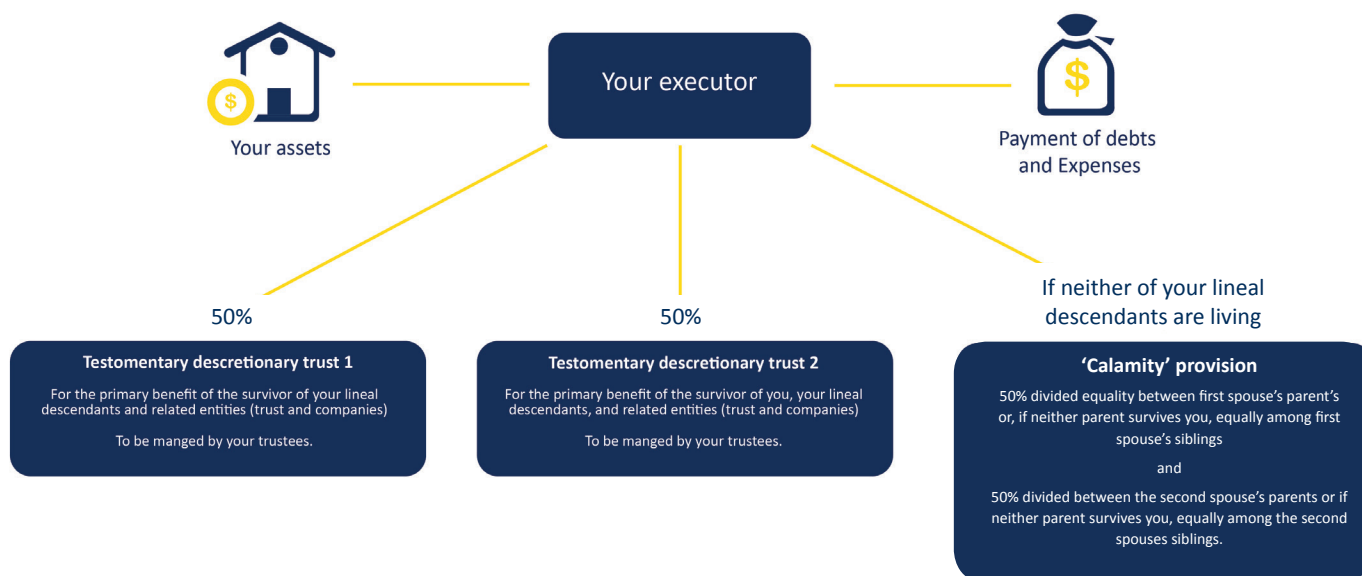 $
Your assets
Your executor
$
Payment of debts
and Expenses
50%
Testomentary descretionary trust 1
For the primary benefit of the survivor of your lineal
descendants and related entities (trust and companies)
To be manged by your trustees.
50%
Testomentary descretionary trust 2
For the primary benefit of the survivor of you, your lineal
descendants, and related entities (trust and companies)
To be manged by your trustees.
If neither of your lineal
descendants are living
‘Calamity’ provision
50% divided equality between first spouse’s parent’s
or, if neither parent survives you, equally among first
spouse’s siblings
and
50% divided between the second spouse’s parents or if
neither parent survives you, equally among the second
spouses siblings.